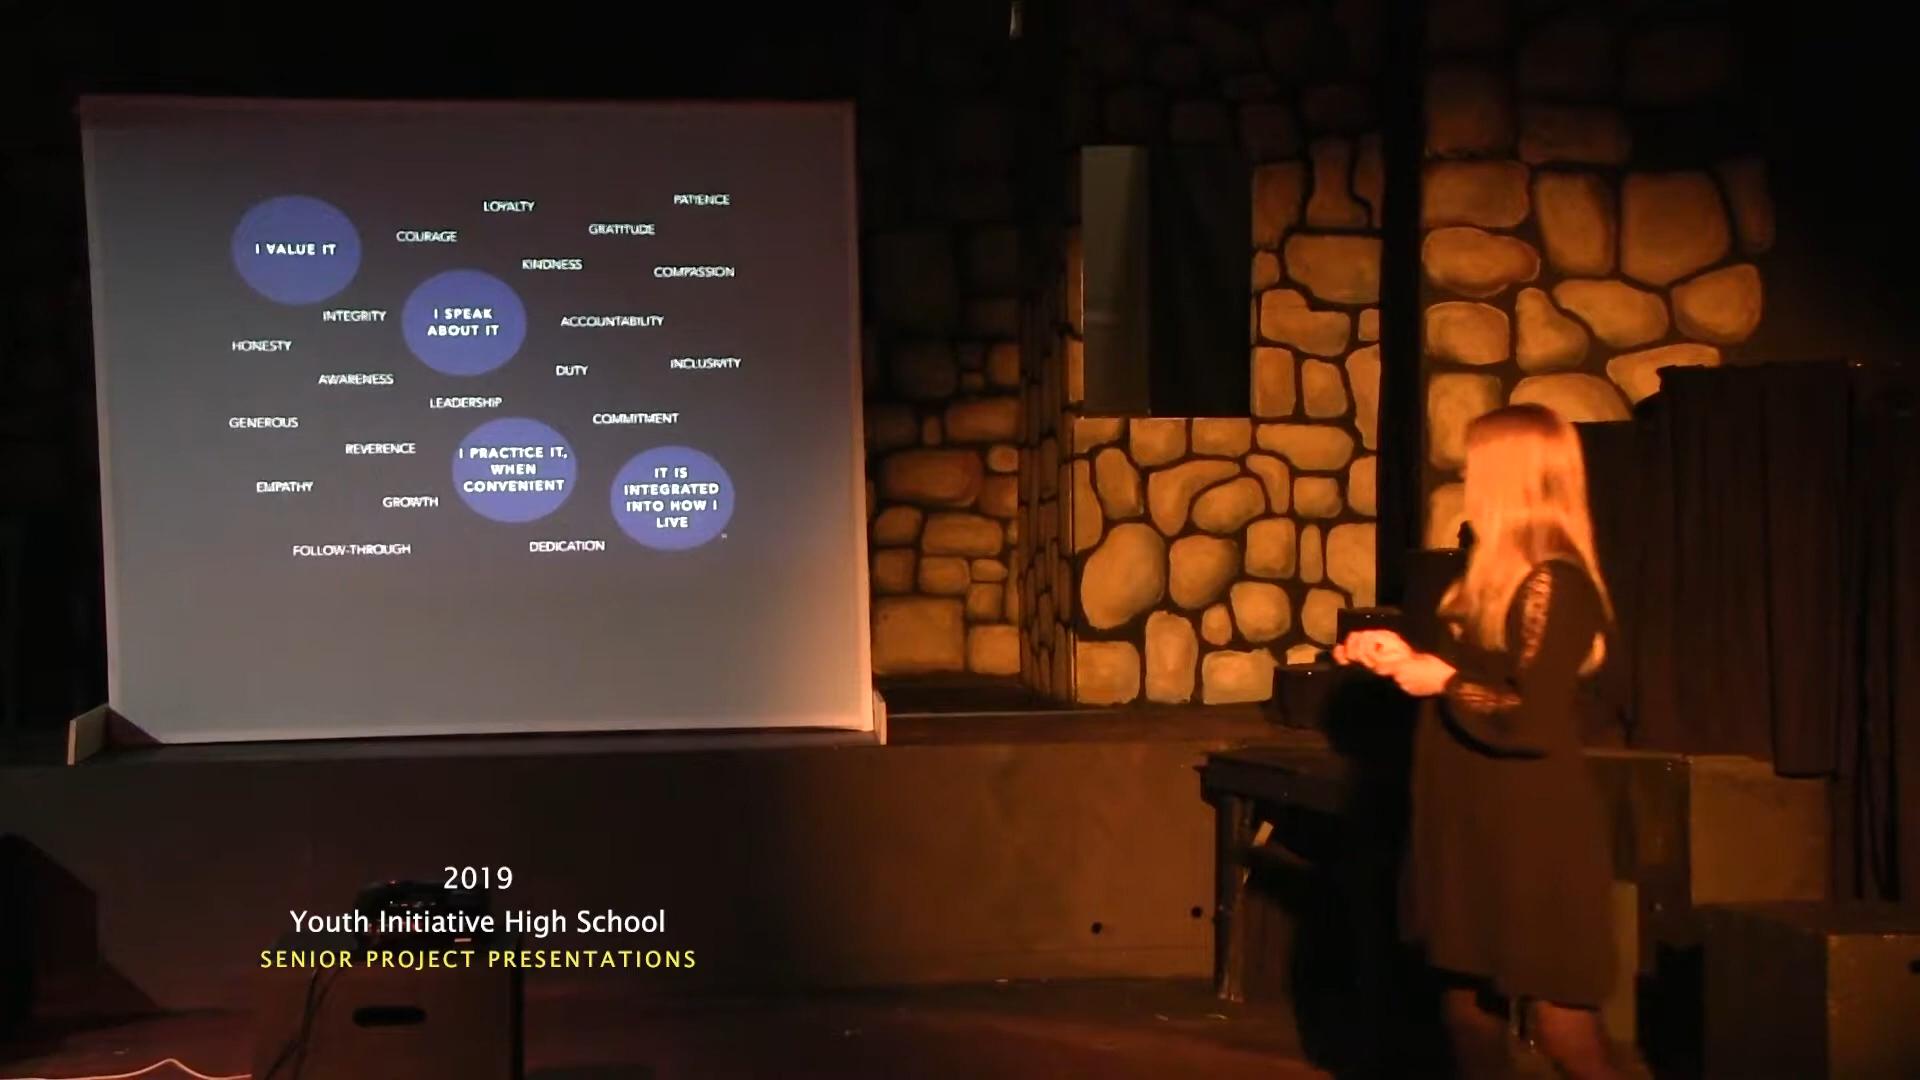 PATIENCE
LOYALTY
GRATITUDE
COURAGE
I VALUE IT
KINDNESS
COMPASSION
INTEGRITY
I SPEAK
ABOUT IT
ACCOUNTABILITY
HONESTY
INCLUSIVITY
DUTY
AWARENESS
LEADERSHIP
COMMITMENT
GENEROUS
REVERENCE
I PRACTICE IT,
WHEN
CONVENIENT
IT IS
INTEGRATED
INTO HOW I
LIVE
EMPATHY
GROWTH
FOLLOW-THROUGH
DEDICATION
2019
Youth Initiative High School
SENIOR PROJECT PRESENTATIONS